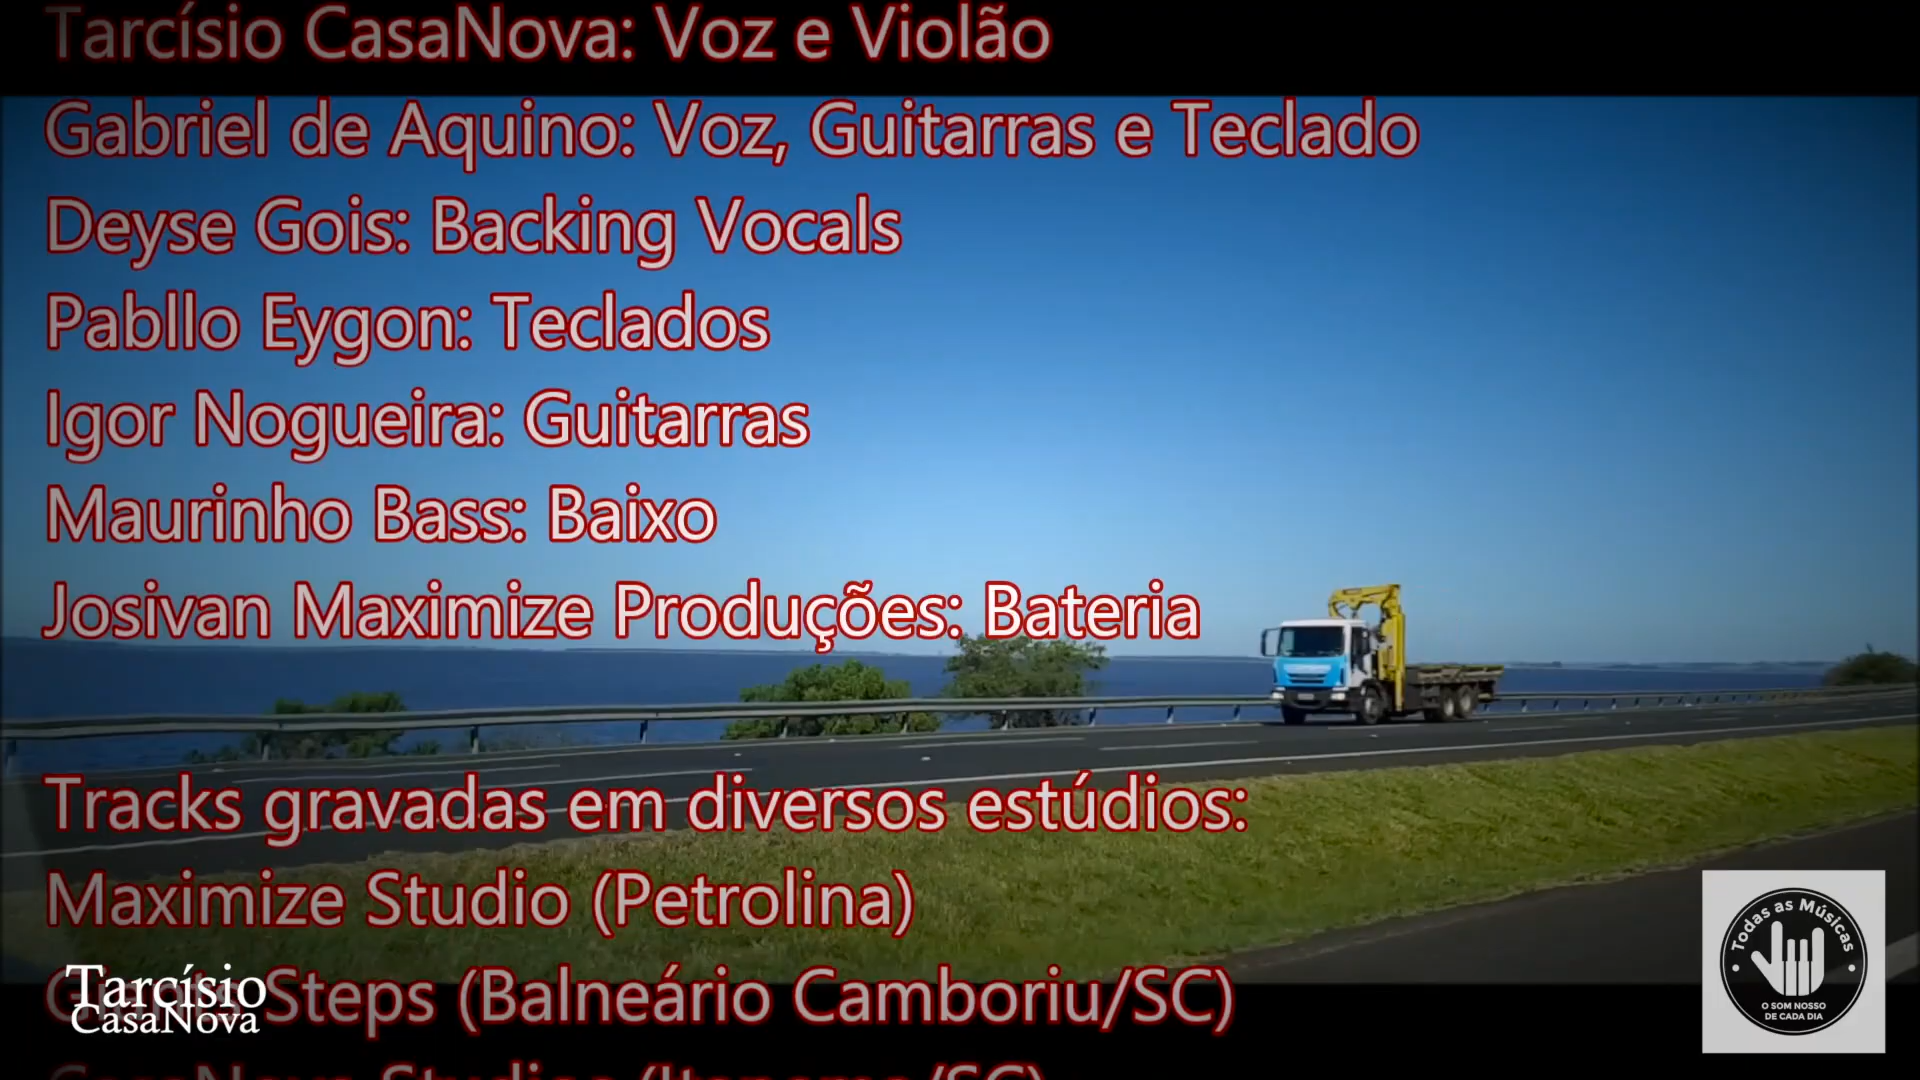 Tarcísio CasaNova: Voz e Violão
Gabriel de Aquino: Voz, Guitarras e Teclado
Deyse Gois: Backing Vocals
Pabllo Eygon: Teclados
Igor Nogueira: Guitarras
Maurinho Bass: Baixo
Josivan Maximize Produções: Bateria
Tracks gravadas em diversos estúdios:
Maximize Studio (Petrolina)
Steps (Balneário Camboriu/SC)
CasaNova Studios
Tarcísio
CasaNova
Todas as Músicas
O SOM NOSSO
DE CADA DIA